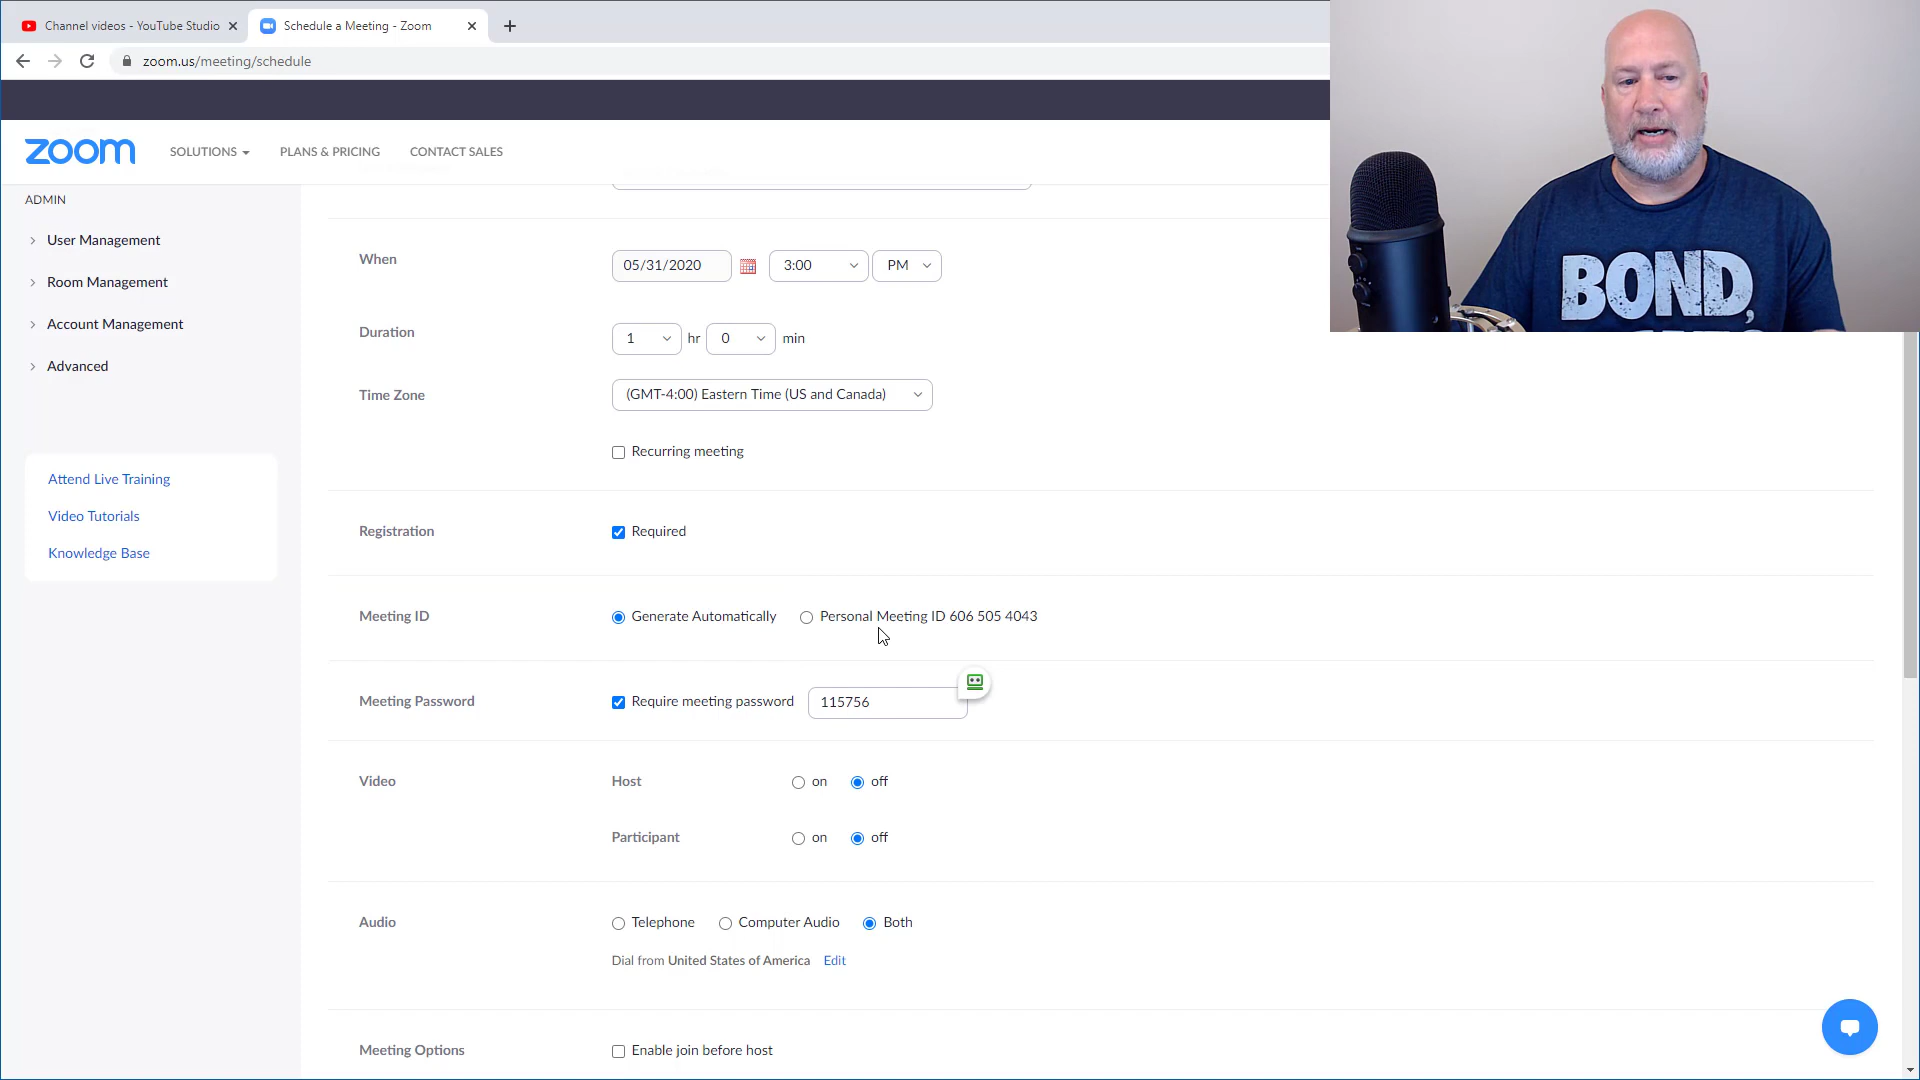 Channel videos - YouTube Studio
Schedule a Meeting - Zoom
zoom.us/meeting/schedule
zoom
SOLUTIONS
PLANS & PRICING
CONTACT SALES
ADMIN
User Management
Room Management
Account Management
Advanced
Attend Live Training
Video Tutorials
Knowledge Base
When 05/31/2020 3:00 PM
Duration 1 hr 0 min
Time Zone (GMT-4:00) Eastern Time (US and Canada)
Recurring meeting
Registration Required
Meeting ID Generate Automatically Personal Meeting ID 606 505 4043
Meeting Password Require meeting password 115756
Video Host on off
Participant on off
Audio Telephone Computer Audio Both
Dial from United States of America Edit
Meeting Options Enable join before host
BOND,